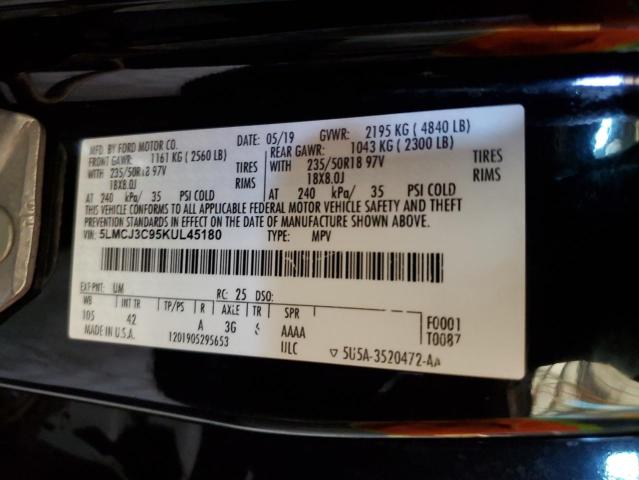 MFD. BY FORD MOTOR CO. DATE: 05/19 GVWR: 2195 KG ( 4840 LB)
FRONT GAWR: 1161 KG ( 2560 LB) REAR GAWR: 1043 KG ( 2300 LB)
WITH 235/50R18 97V TIRES WITH 235/50R18 97V TIRES
18X8.0J RIMS 18X8.0J RIMS
AT 240 kPa/ 35 PSI COLD AT 240 kPa/ 35 PSI COLD
THIS VEHICLE CONFORMS TO ALL APPLICABLE FEDERAL MOTOR VEHICLE SAFETY AND THEFT
PREVENTION STANDARDS IN EFFECT ON THE DATE OF MANUFACTURE SHOWN ABOVE.
VIN: 5LMCJ3C95KUL45180 TYPE: MPV
EXT PNT: UM RC: 25 DSO:
WB INT TR TP/PS R AXLE TR SPR
105 42 A 3G AAAA F0001
MADE IN U.S.A. 1201905295653 ULC T0087
▽ 5U5A-3520472-AA